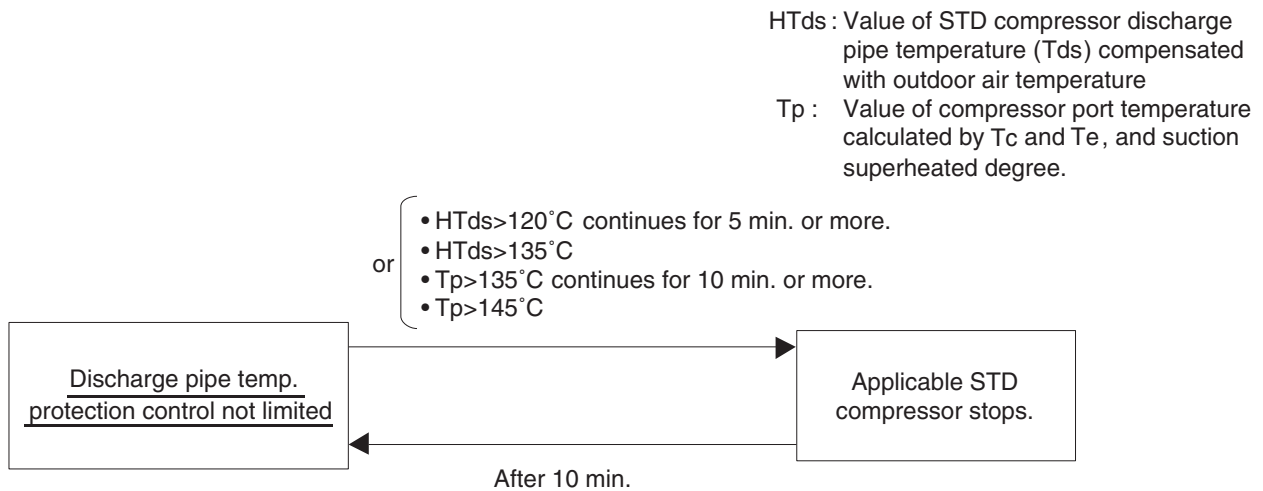 HTds : Value of STD compressor discharge
pipe temperature (Tds) compensated
with outdoor air temperature
Tp : Value of compressor port temperature
calculated by Tc and Te, and suction
superheated degree.
• HTds>120˚C continues for 5 min. or more.
• HTds>135˚C
or
• Tp>135˚C continues for 10 min. or more.
• Tp>145˚C
Discharge pipe temp.
protection control not limited
Applicable STD
compressor stops.
After 10 min.